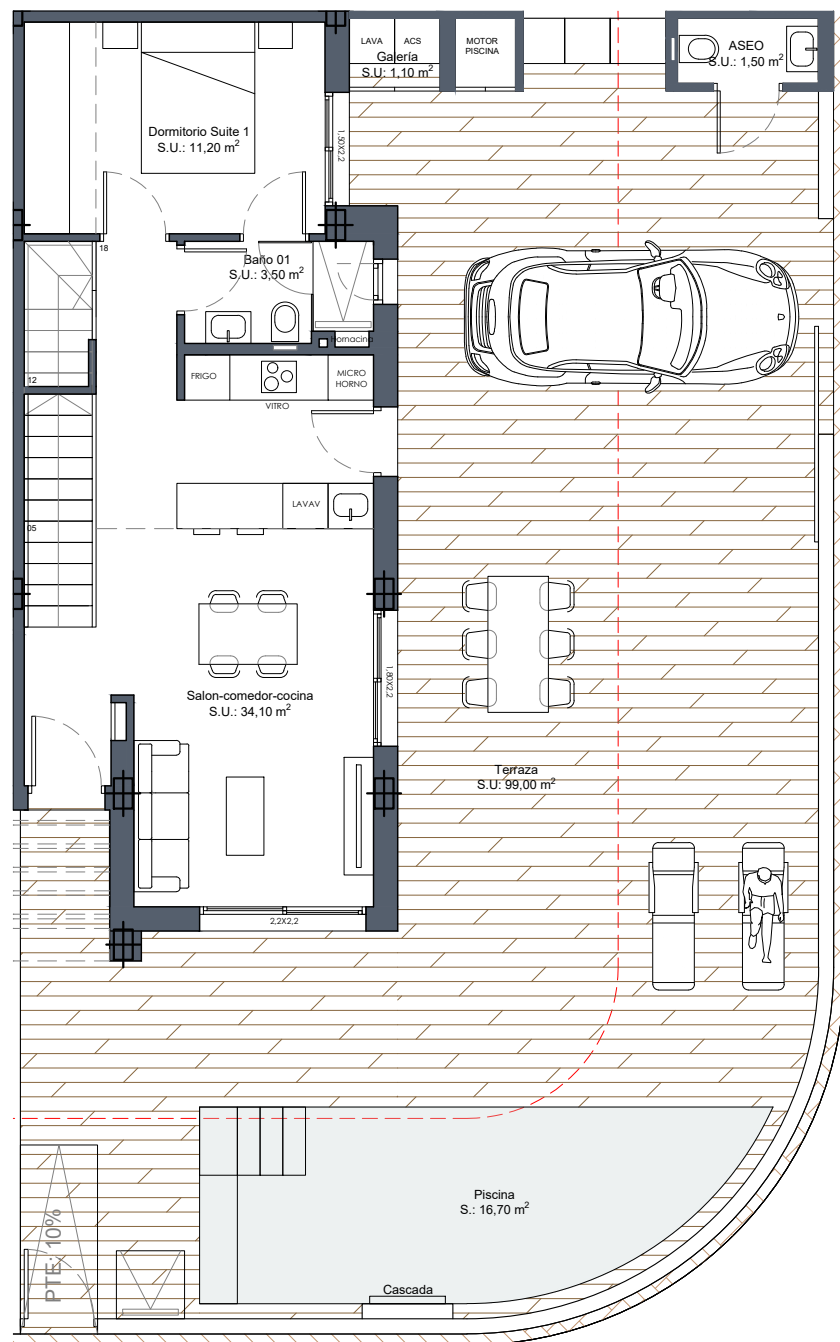 LAVA
ACS
Galería
S.U: 1,10 m²
MOTOR
PISCINA
ASEO
S.U.: 1,50 m²
Dormitorio Suite 1
S.U.: 11,20 m²
1,50X2,2
18
Baño 01
S.U.: 3,50 m²
Hornacina
12
FRIGO
VITRO
MICRO
HORNO
LAVAV
05
Salon-comedor-cocina
S.U.: 34,10 m²
1,80X2,2
Terraza
S.U: 99,00 m²
2,2X2,2
Piscina
S.: 16,70 m²
PTE: 10%
Cascada